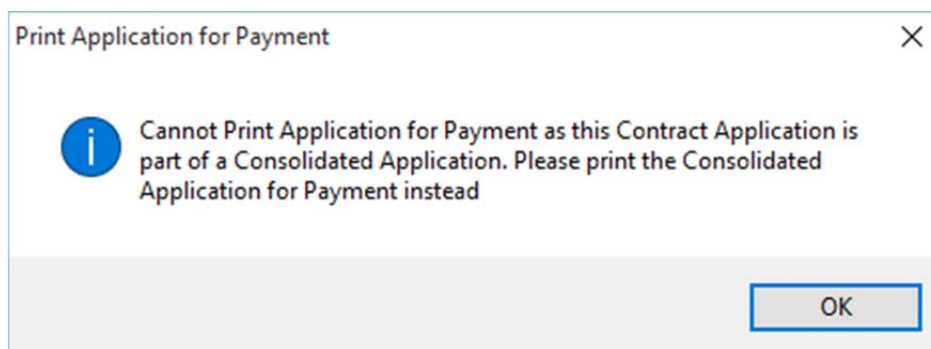 Print Application for Payment
Cannot Print Application for Payment as this Contract Application is
part of a Consolidated Application. Please print the Consolidated
Application for Payment instead
OK